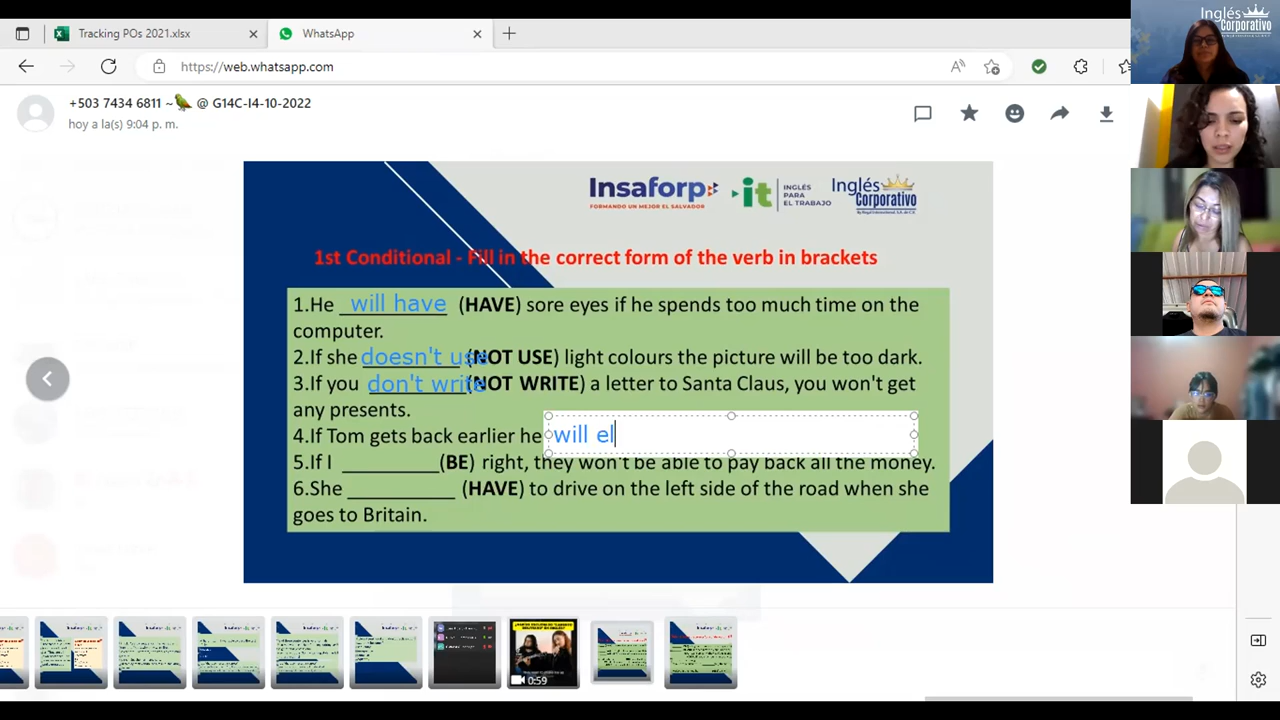 Tracking POs 2021.xlsx
WhatsApp
https://web.whatsapp.com
+503 7434 6811 ~🦜 @ G14C-I4-10-2022
hoy a la(s) 9:04 p. m.
Inglés
Corporativo
Insaforp
FORMANDO UN MEJOR EL SALVADOR
it
INGLÉS
PARA
EL TRABAJO
Inglés
Corporativo
1st Conditional - Fill in the correct form of the verb in brackets
1.He will have (HAVE) sore eyes if he spends too much time on the
computer.
2.If she doesn't use (NOT USE) light colours the picture will be too dark.
3.If you don't write (NOT WRITE) a letter to Santa Claus, you won't get
any presents.
4.If Tom gets back earlier he will el
5.If I __________(BE) right, they won't be able to pay back all the money.
6.She ___________ (HAVE) to drive on the left side of the road when she
goes to Britain.
0:59